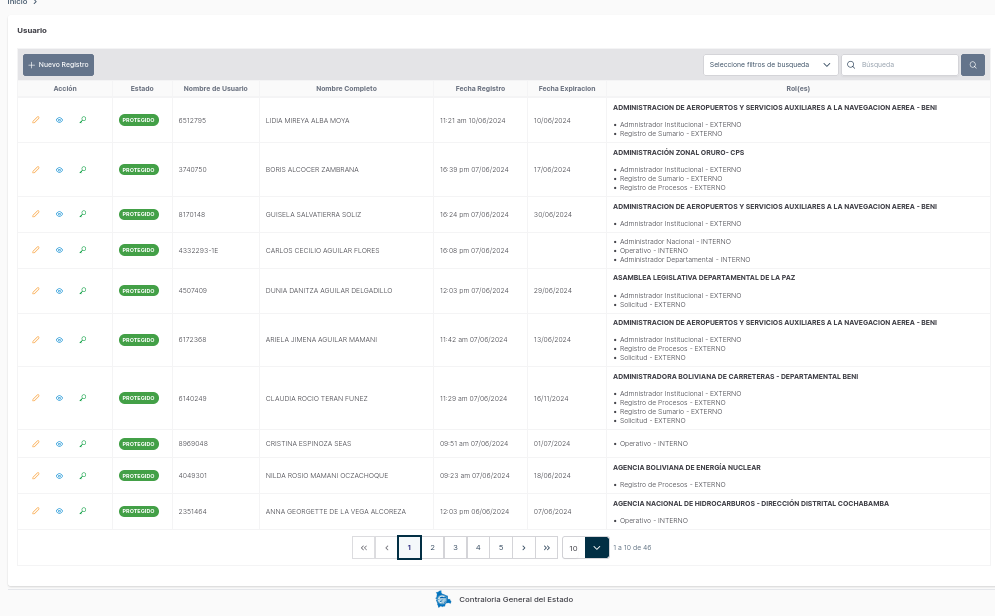 Inicio
Usuario
+ Nuevo Registro
Seleccione filtros de busqueda
Búsqueda
Acción Estado Nombre de Usuario Nombre Completo Fecha Registro Fecha Expiracion Rol(es)
ADMINISTRACION DE AEROPUERTOS Y SERVICIOS AUXILIARES A LA NAVEGACION AEREA - BENI
PROTEGIDO 6512795 LIDIA MIREYA ALBA MOYA 11:21 am 10/06/2024 10/06/2024
• Admnistrador Institucional - EXTERNO
• Registro de Sumario - EXTERNO
ADMINISTRACIÓN ZONAL ORURO- CPS
PROTEGIDO 3740750 BORIS ALCOCER ZAMBRANA 16:39 pm 07/06/2024 17/06/2024
• Admnistrador Institucional - EXTERNO
• Registro de Sumario - EXTERNO
• Registro de Procesos - EXTERNO
ADMINISTRACION DE AEROPUERTOS Y SERVICIOS AUXILIARES A LA NAVEGACION AEREA - BENI
PROTEGIDO 8170148 GUISELA SALVATIERRA SOLIZ 16:24 pm 07/06/2024 30/06/2024
• Admnistrador Institucional - EXTERNO
PROTEGIDO 4332293-1E CARLOS CECILIO AGUILAR FLORES 16:08 pm 07/06/2024
• Administrador Nacional - INTERNO
• Operativo - INTERNO
• Administrador Departamental - INTERNO
ASAMBLEA LEGISLATIVA DEPARTAMENTAL DE LA PAZ
PROTEGIDO 4507409 DUNIA DANITZA AGUILAR DELGADILLO 12:03 pm 07/06/2024 29/06/2024
• Admnistrador Institucional - EXTERNO
• Solicitud - EXTERNO
ADMINISTRACION DE AEROPUERTOS Y SERVICIOS AUXILIARES A LA NAVEGACION AEREA - BENI
PROTEGIDO 6172368 ARIELA JIMENA AGUILAR MAMANI 11:42 am 07/06/2024 13/06/2024
• Admnistrador Institucional - EXTERNO
• Registro de Procesos - EXTERNO
• Solicitud - EXTERNO
ADMINISTRADORA BOLIVIANA DE CARRETERAS - DEPARTAMENTAL BENI
PROTEGIDO 6140249 CLAUDIA ROCIO TERAN FUNEZ 11:29 am 07/06/2024 16/11/2024
• Admnistrador Institucional - EXTERNO
• Registro de Procesos - EXTERNO
• Registro de Sumario - EXTERNO
• Solicitud - EXTERNO
PROTEGIDO 8969048 CRISTINA ESPINOZA SEAS 09:51 am 07/06/2024 01/07/2024
• Operativo - INTERNO
AGENCIA BOLIVIANA DE ENERGÍA NUCLEAR
PROTEGIDO 4049301 NILDA ROSIO MAMANI OCZACHOQUE 09:23 am 07/06/2024 18/06/2024
• Registro de Procesos - EXTERNO
AGENCIA NACIONAL DE HIDROCARBUROS - DIRECCIÓN DISTRITAL COCHABAMBA
PROTEGIDO 2351464 ANNA GEORGETTE DE LA VEGA ALCOREZA 12:03 pm 06/06/2024 07/06/2024
• Operativo - INTERNO
« ‹ 1 2 3 4 5 › » 10 1 a 10 de 46
Contraloría General del Estado